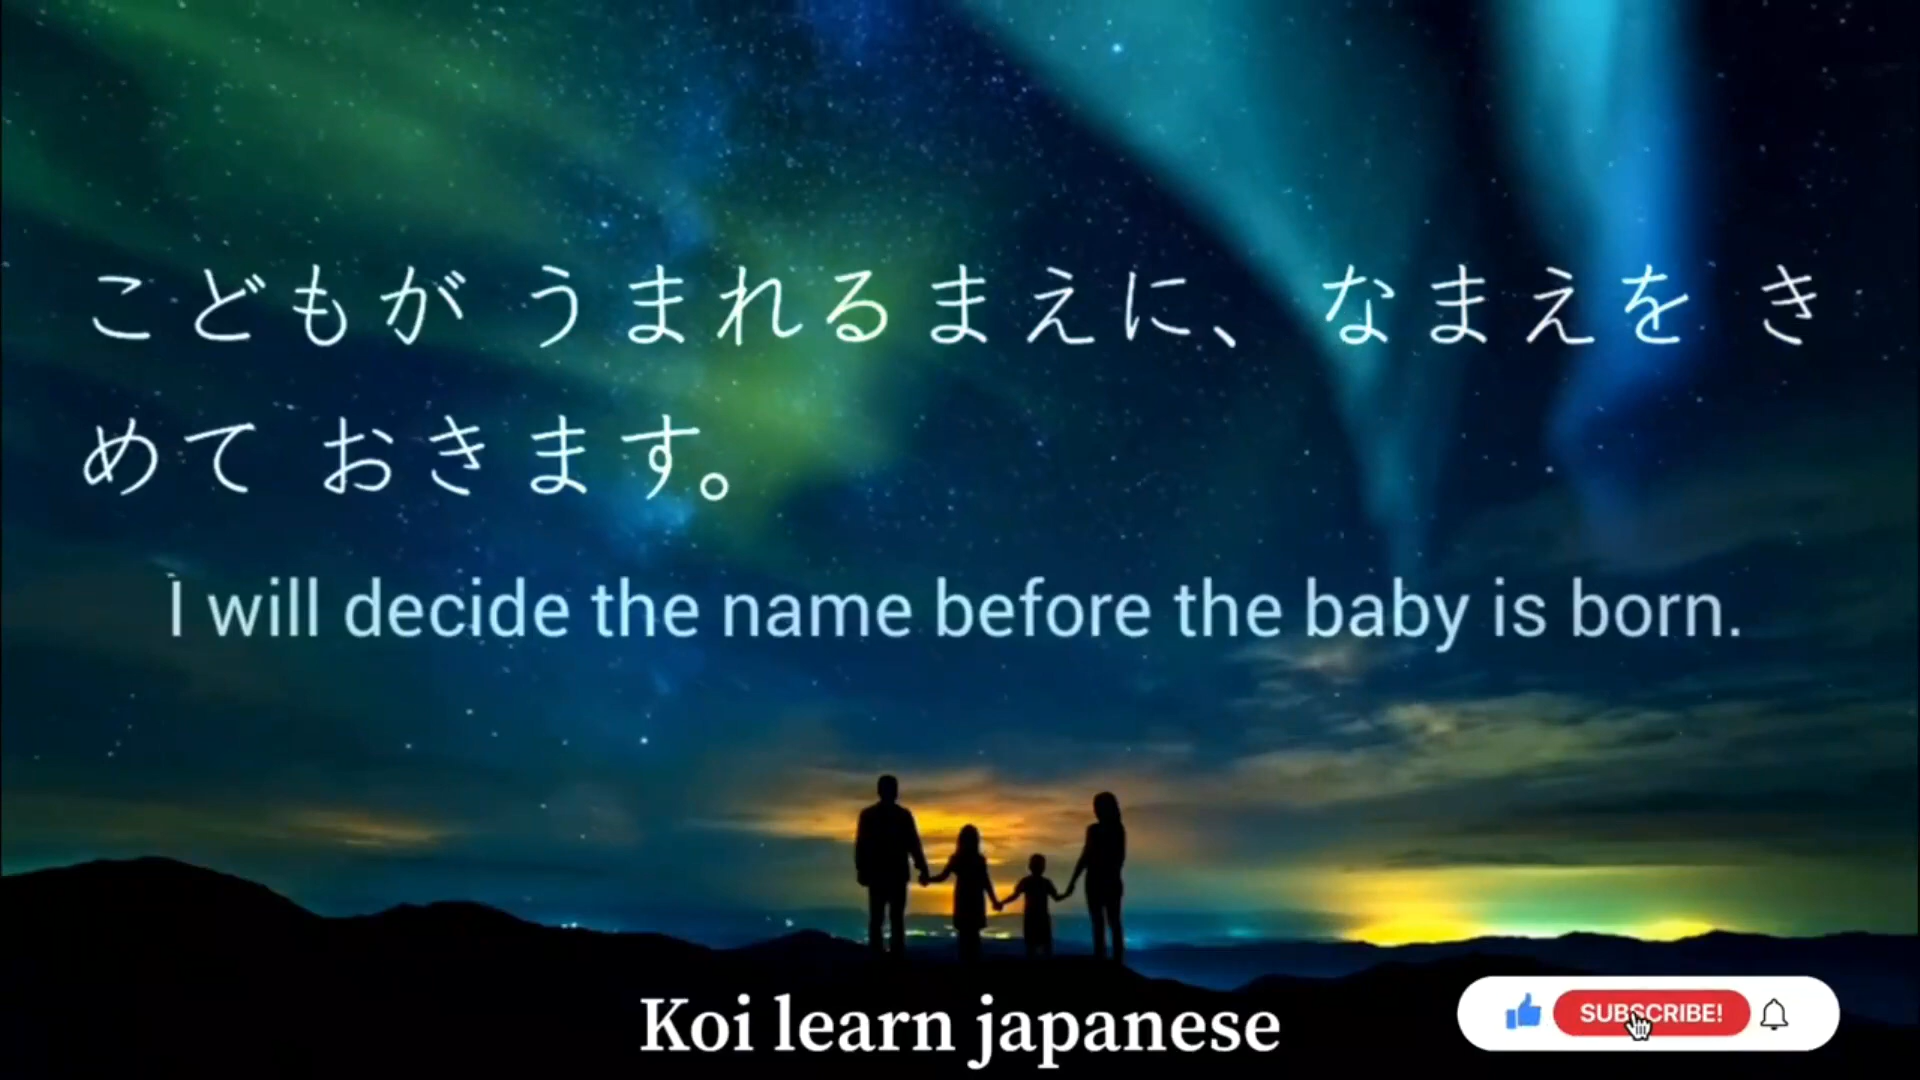 こどもが うまれるまえに、 なまえを き
めて おきます。
I will decide the name before the baby is born.
Koi learn japanese
SUBSCRIBE!